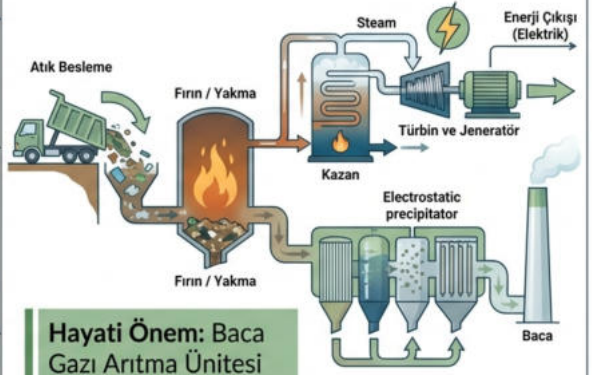 Steam
Enerji Çıkışı
(Elektrik)
Atık Besleme
Fırın / Yakma
Türbin ve Jeneratör
Kazan
Electrostatic
precipitator
Fırın / Yakma
Baca
Hayati Önem: Baca
Gazı Arıtma Ünitesi